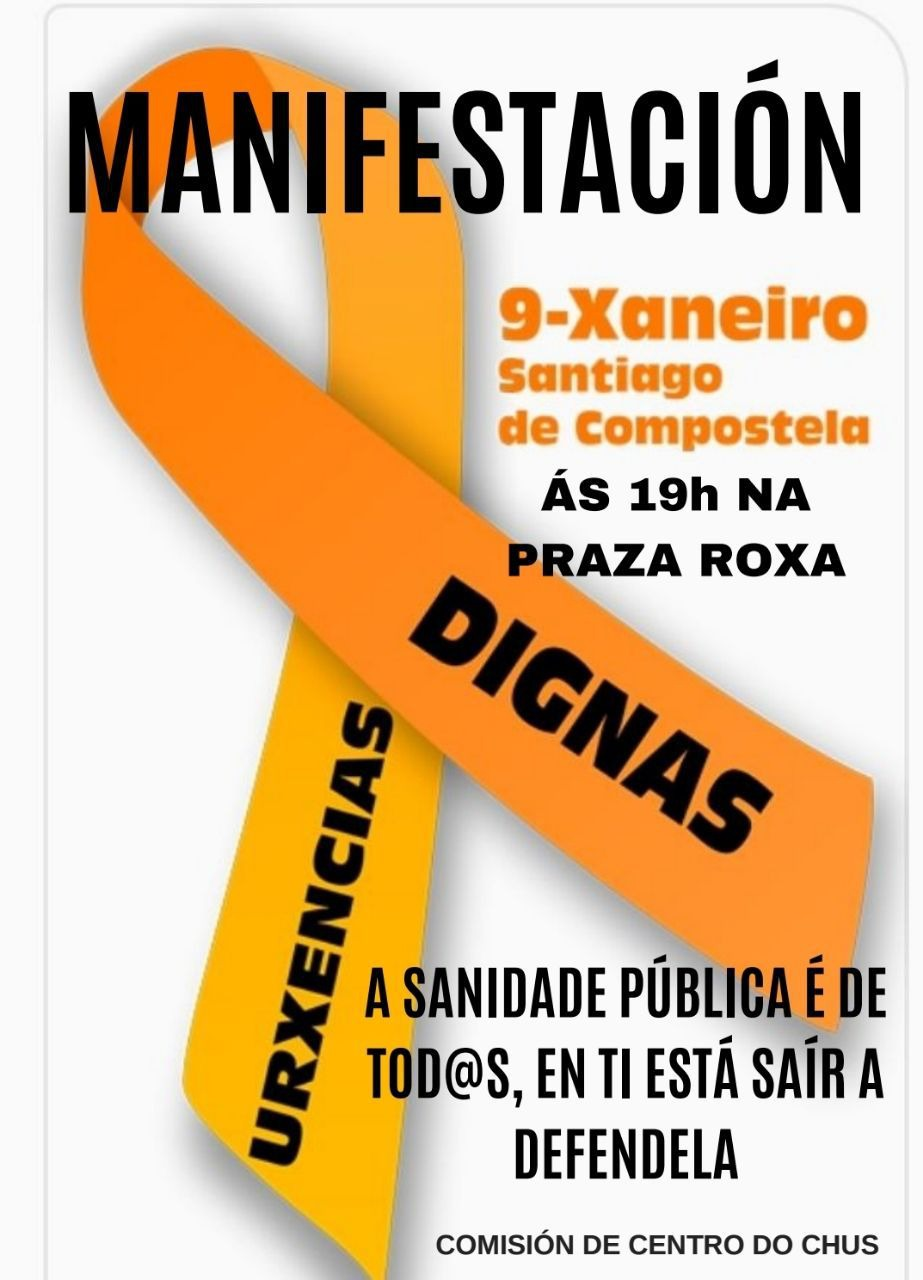 MANIFESTACIÓN
9-Xaneiro
Santiago
de Compostela
ÁS 19h NA
PRAZA ROXA
DIGNAS
URXENCIAS
A SANIDADE PÚBLICA É DE
TOD@S, EN TI ESTÁ SAÍR A
DEFENDELA
COMISIÓN DE CENTRO DO CHUS